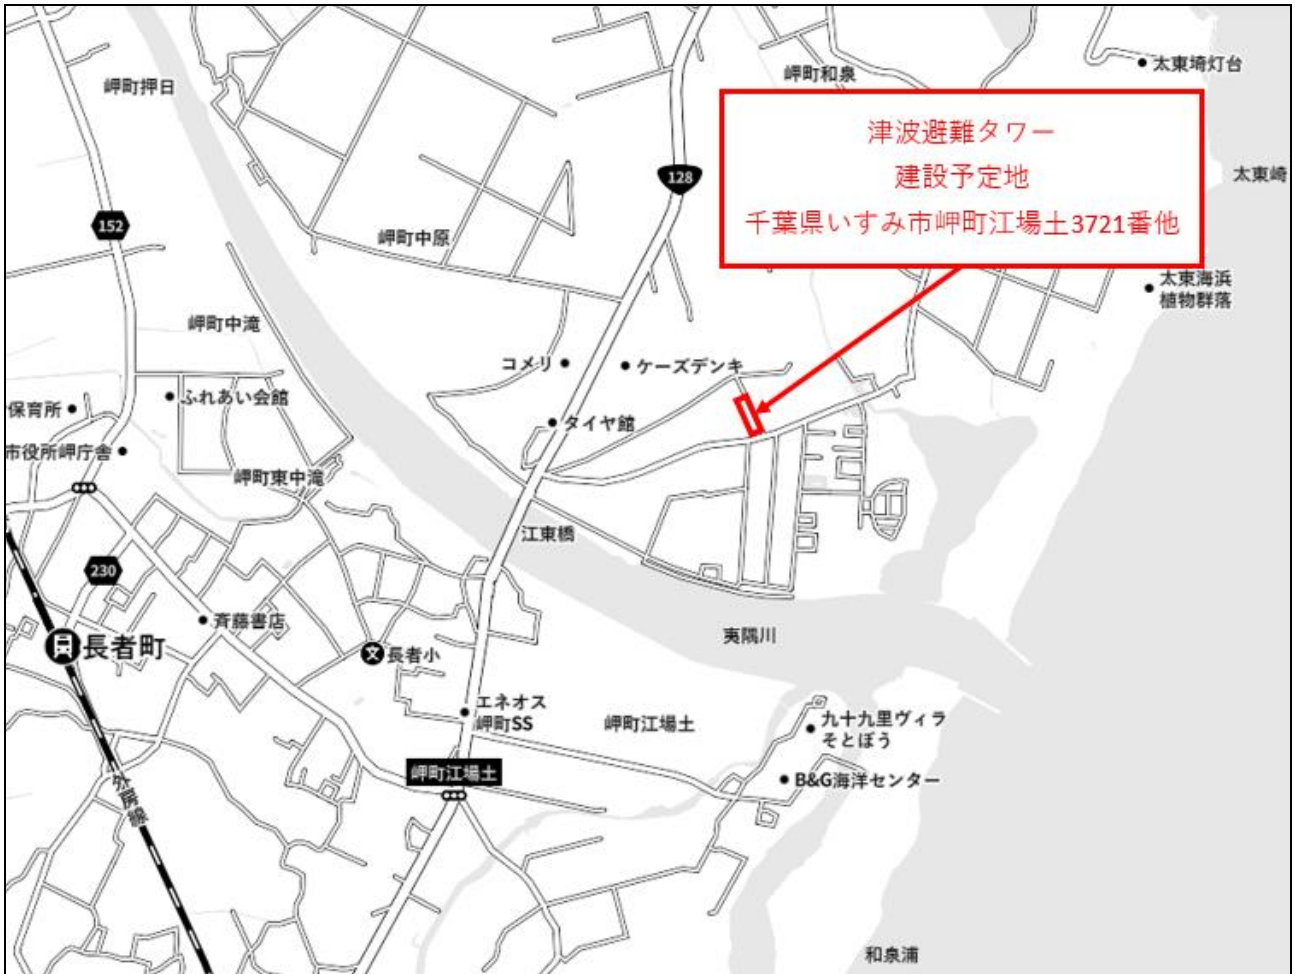 岬町押日
岬町和泉
太東埼灯台
津波避難タワー
建設予定地
千葉県いすみ市岬町江場土3721番他
128
太東崎
152
岬町中原
太東海浜
植物群落
岬町中滝
コメリ
ケーズデンキ
ふれあい会館
保育所
タイヤ館
市役所岬庁舎
岬町東中滝
江東橋
230
斉藤書店
夷隅川
長者町
文
長者小
エネオス
岬町SS
岬町江場土
九十九里ヴィラ
そとぼう
岬町江場土
B&G海洋センター
外房線
和泉浦